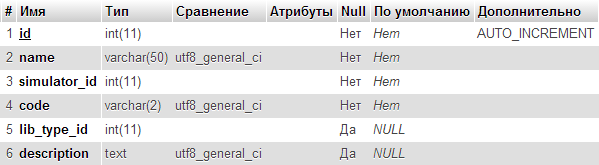 # Имя Тип Сравнение Атрибуты Null По умолчанию Дополнительно
1 id int(11) Нет Нет AUTO_INCREMENT
2 name varchar(50) utf8_general_ci Нет Нет
3 simulator_id int(11) Нет Нет
4 code varchar(2) utf8_general_ci Нет Нет
5 lib_type_id int(11) Да NULL
6 description text utf8_general_ci Да NULL